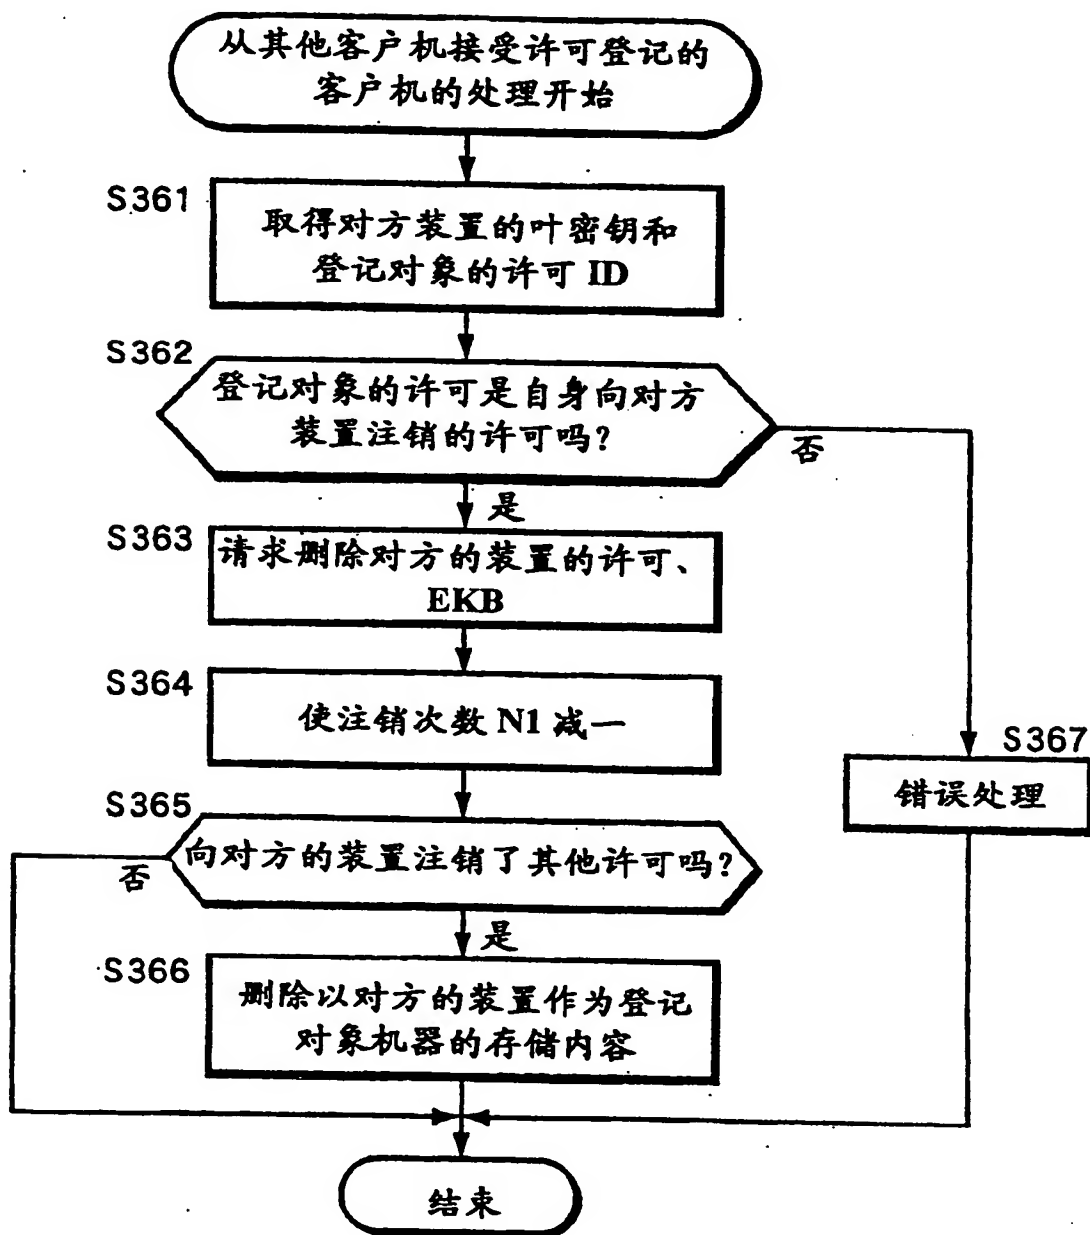 从其他客户机接受许可登记的
客户机的处理开始
S361
取得对方装置的叶密钥和
登记对象的许可 ID
S362
登记对象的许可是自身向对方
装置注销的许可吗?
否
是
S363
请求删除对方的装置的许可、
EKB
S364
使注销次数 N1 减一
S367
错误处理
S365
向对方的装置注销了其他许可吗?
否
是
S366
删除以对方的装置作为登记
对象机器的存储内容
结束